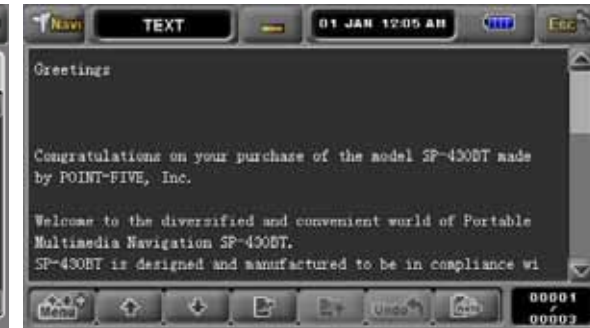 Navi TEXT 01 JAN 12:05 AM Esc
Greetings
Congratulations on your purchase of the model SP-430BT made
by POINT-FIVE, Inc.
Welcome to the diversified and convenient world of Portable
Multimedia Navigation SP-430BT.
SP-430BT is designed and manufactured to be in compliance wi
Menu Undo
00001
/
00003